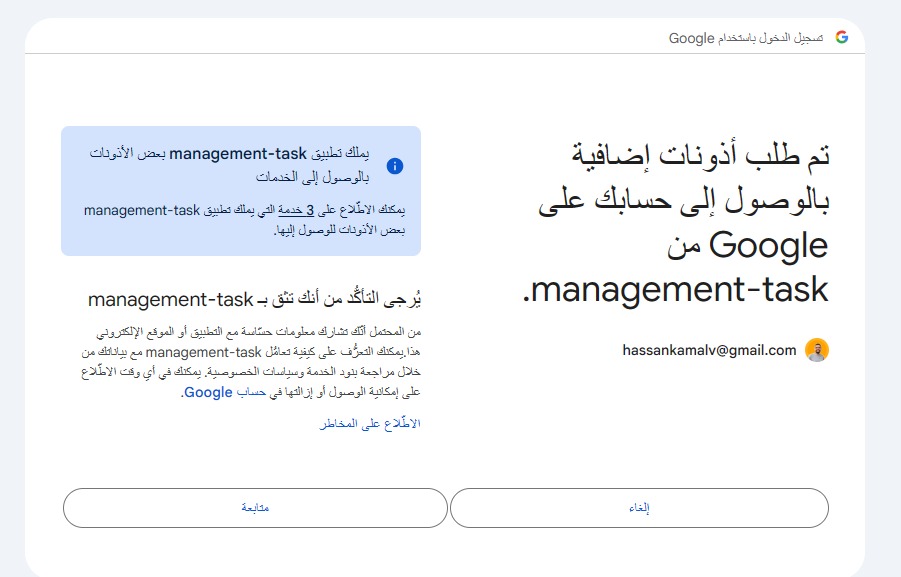 تسجيل الدخول باستخدام Google
تم طلب أذونات إضافية
بالوصول إلى حسابك على
Google من
management-task.
hassankamalv@gmail.com
يملك تطبيق management-task بعض الأذونات
بالوصول إلى الخدمات
يمكنك الاطّلاع على 3 خدمة التي يملك تطبيق management-task
بعض الأذونات للوصول إليها.
يُرجى التأكُّد من أنك تثق بـ management-task
من المحتمل أنّك تشارك معلومات حسّاسة مع التطبيق أو الموقع الإلكتروني
هذا.يمكنك التعرُّف على كيفية تعامُل management-task مع بياناتك من
خلال مراجعة بنود الخدمة وسياسات الخصوصية. يمكنك في أي وقت الاطّلاع
على إمكانية الوصول أو إزالتها في حساب Google.
الاطّلاع على المخاطر
إلغاء
متابعة